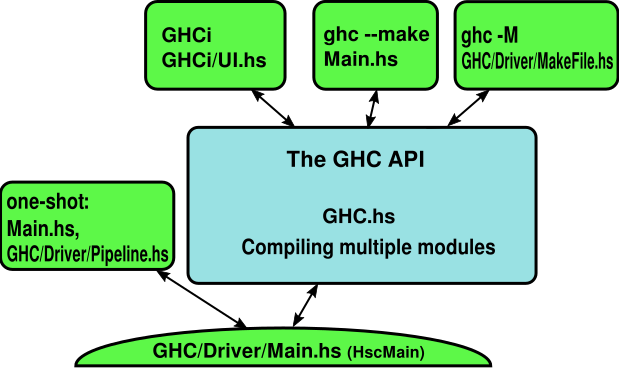 GHCi
GHCi/UI.hs
ghc --make
Main.hs
ghc -M
GHC/Driver/MakeFile.hs
The GHC API
GHC.hs
Compiling multiple modules
one-shot:
Main.hs,
GHC/Driver/Pipeline.hs
GHC/Driver/Main.hs (HscMain)